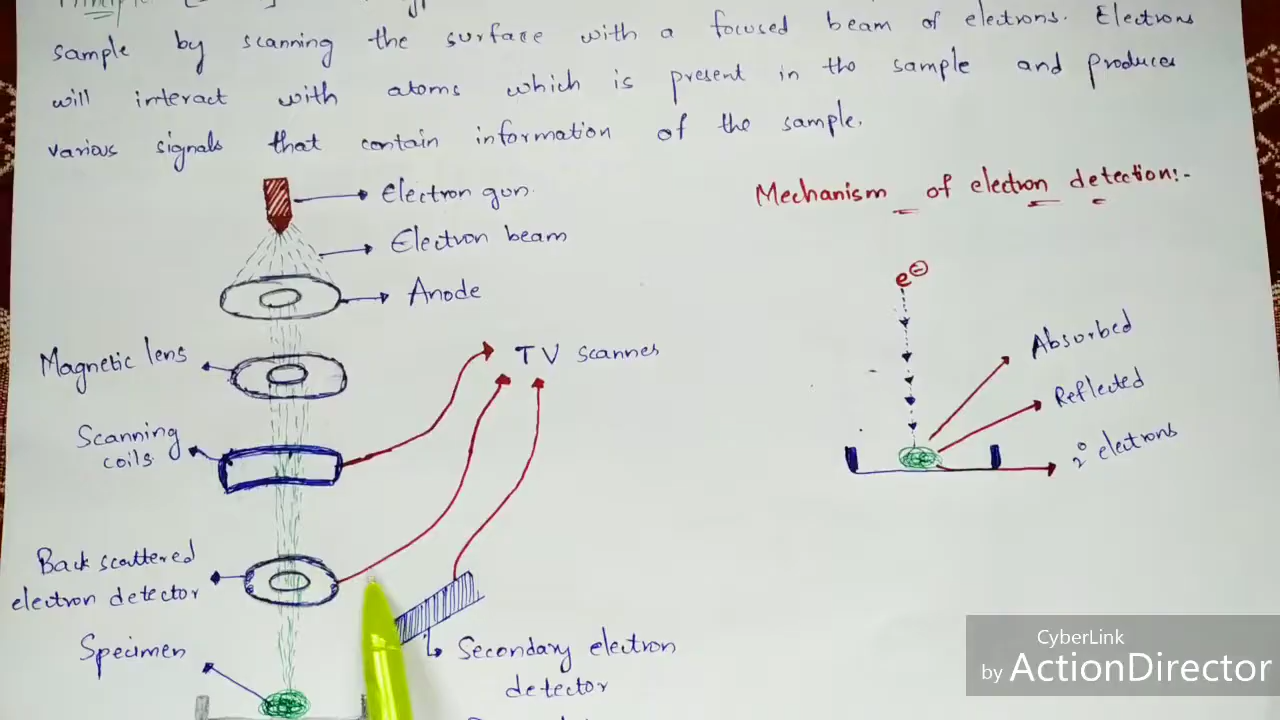 sample by scanning the surface with a focused beam of electrons. Electrons
will interact with atoms which is present in the sample and produces
various signals that contain information of the sample.
Electron gun
Electron beam
Anode
Magnetic lens
Scanning coils
Back scattered
electron detector
Specimen
TV scanner
Secondary electron
detector
Mechanism of electron detection:-
e⊖
Absorbed
Reflected
2° electrons
CyberLink
by ActionDirector